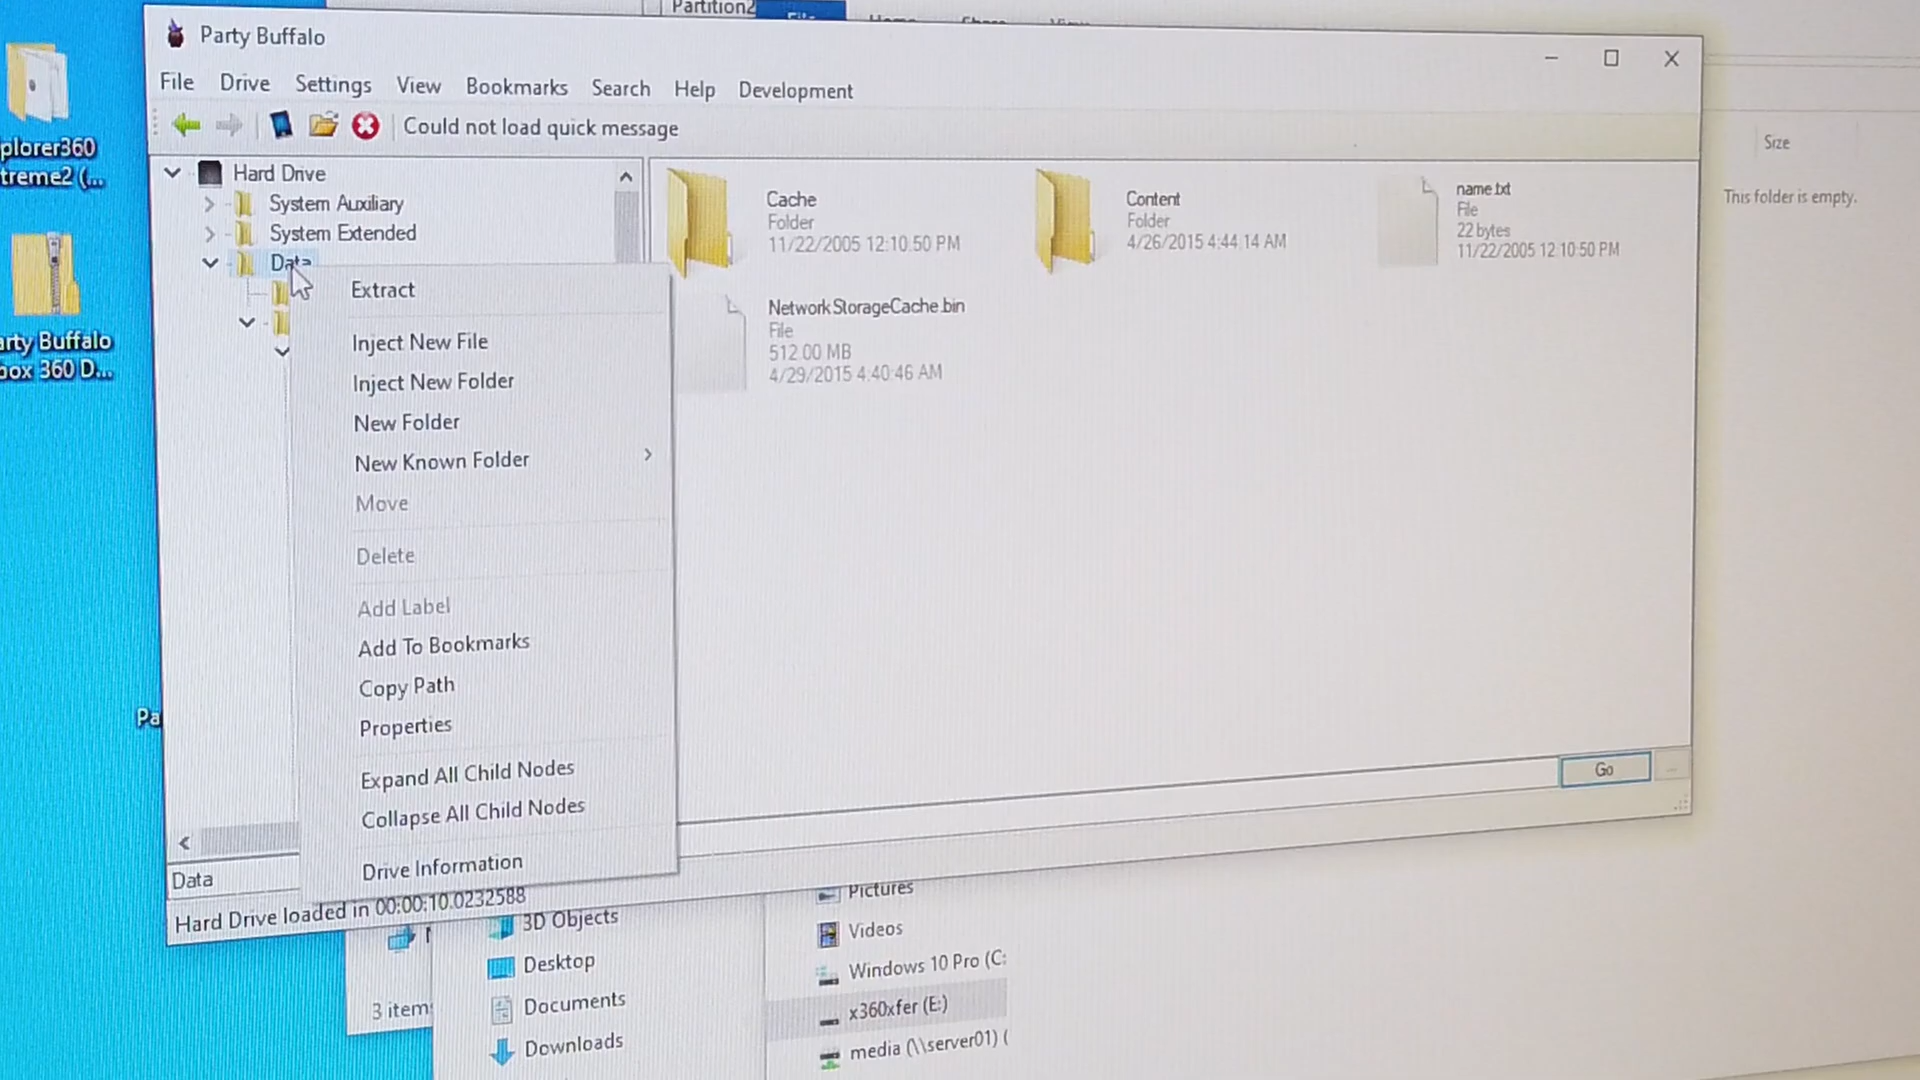 Partition2
File
Home
Share
View
Party Buffalo
File Drive Settings View Bookmarks Search Help Development
Could not load quick message
plorer360
treme2 (...
arty Buffalo
box 360 D...
Pa
Hard Drive
System Auxiliary
System Extended
Data
Extract
Inject New File
Inject New Folder
New Folder
New Known Folder
Move
Delete
Add Label
Add To Bookmarks
Copy Path
Properties
Expand All Child Nodes
Collapse All Child Nodes
Drive Information
Cache
Folder
11/22/2005 12:10:50 PM
Content
Folder
4/26/2015 4:44:14 AM
name.txt
File
22 bytes
11/22/2005 12:10:50 PM
NetworkStorageCache.bin
File
512.00 MB
4/29/2015 4:40:46 AM
Go
...
Data
Hard Drive loaded in 00:00:10.0232588
Size
This folder is empty.
3 item
3D Objects
Desktop
Documents
Downloads
Pictures
Videos
Windows 10 Pro (C:
x360xfer (E:)
media (\\server01) (